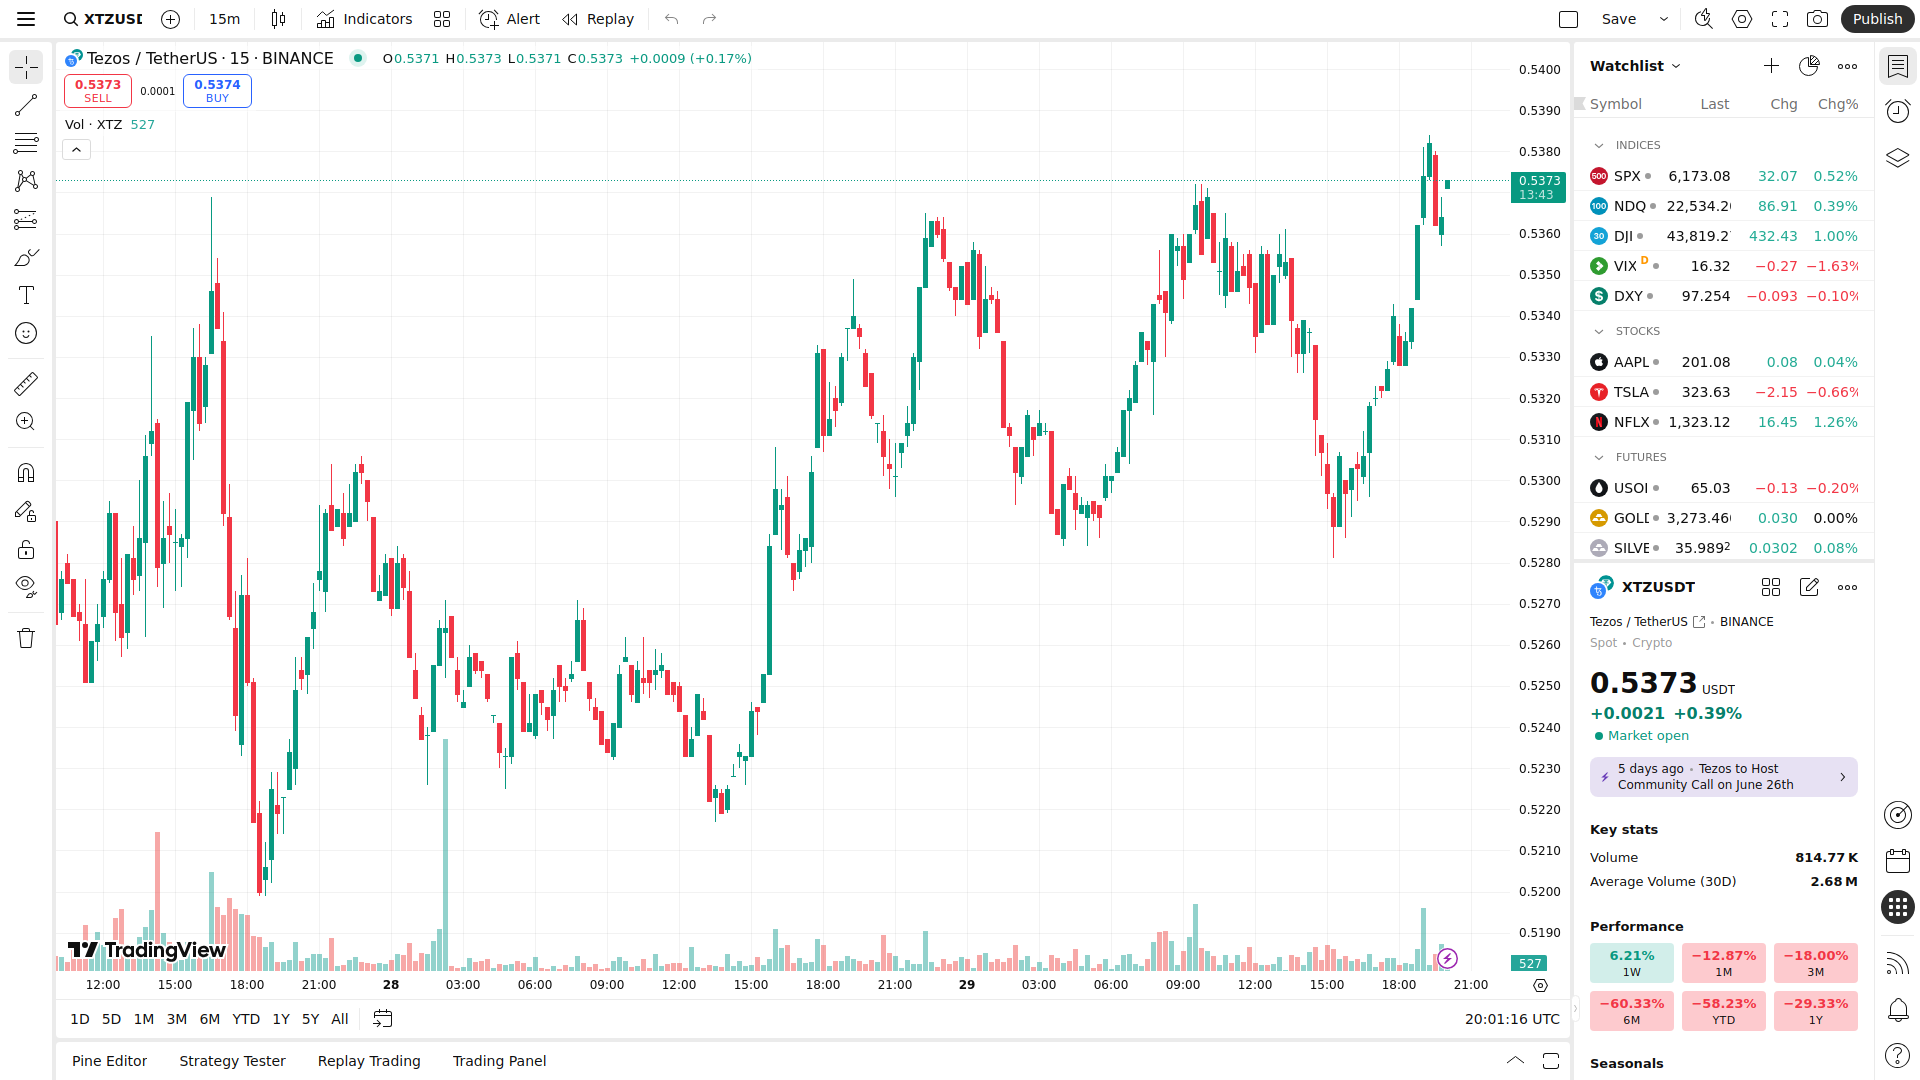 XTZUSD
15m
Indicators
Alert
Replay
Save
Publish
Tezos / TetherUS · 15 · BINANCE
O0.5371 H0.5373 L0.5371 C0.5373 +0.0009 (+0.17%)
0.5373
SELL
0.0001
0.5374
BUY
Vol · XTZ 527
0.5400
0.5390
0.5380
0.5373
13:43
0.5360
0.5350
0.5340
0.5330
0.5320
0.5310
0.5300
0.5290
0.5280
0.5270
0.5260
0.5250
0.5240
0.5230
0.5220
0.5210
0.5200
0.5190
527
TradingView
12:00 15:00 18:00 21:00 28 03:00 06:00 09:00 12:00 15:00 18:00 21:00 29 03:00 06:00 09:00 12:00 15:00 18:00 21:00
1D 5D 1M 3M 6M YTD 1Y 5Y All
20:01:16 UTC
Pine Editor Strategy Tester Replay Trading Trading Panel
Watchlist
Symbol Last Chg Chg%
INDICES
500 SPX 6,173.08 32.07 0.52%
100 NDQ 22,534.20 86.91 0.39%
30 DJI 43,819.27 432.43 1.00%
VIX D 16.32 −0.27 −1.63%
DXY 97.254 −0.093 −0.10%
STOCKS
AAPL 201.08 0.08 0.04%
TSLA 323.63 −2.15 −0.66%
NFLX 1,323.12 16.45 1.26%
FUTURES
USOI 65.03 −0.13 −0.20%
GOLD 3,273.460 0.030 0.00%
SILVE 35.989² 0.0302 0.08%
XTZUSDT
Tezos / TetherUS • BINANCE
Spot • Crypto
0.5373 USDT
+0.0021 +0.39%
Market open
5 days ago • Tezos to Host
Community Call on June 26th
Key stats
Volume 814.77 K
Average Volume (30D) 2.68 M
Performance
6.21% −12.87% −18.00%
1W 1M 3M
−60.33% −58.23% −29.33%
6M YTD 1Y
Seasonals